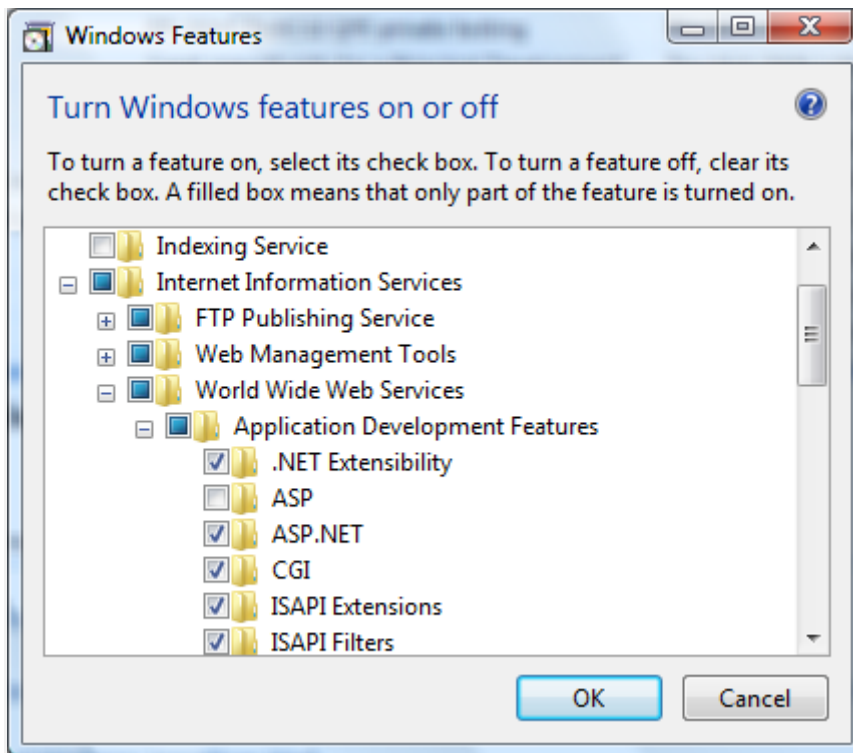 Windows Features
Turn Windows features on or off
To turn a feature on, select its check box. To turn a feature off, clear its
check box. A filled box means that only part of the feature is turned on.
Indexing Service
Internet Information Services
FTP Publishing Service
Web Management Tools
World Wide Web Services
Application Development Features
.NET Extensibility
ASP
ASP.NET
CGI
ISAPI Extensions
ISAPI Filters
OK Cancel